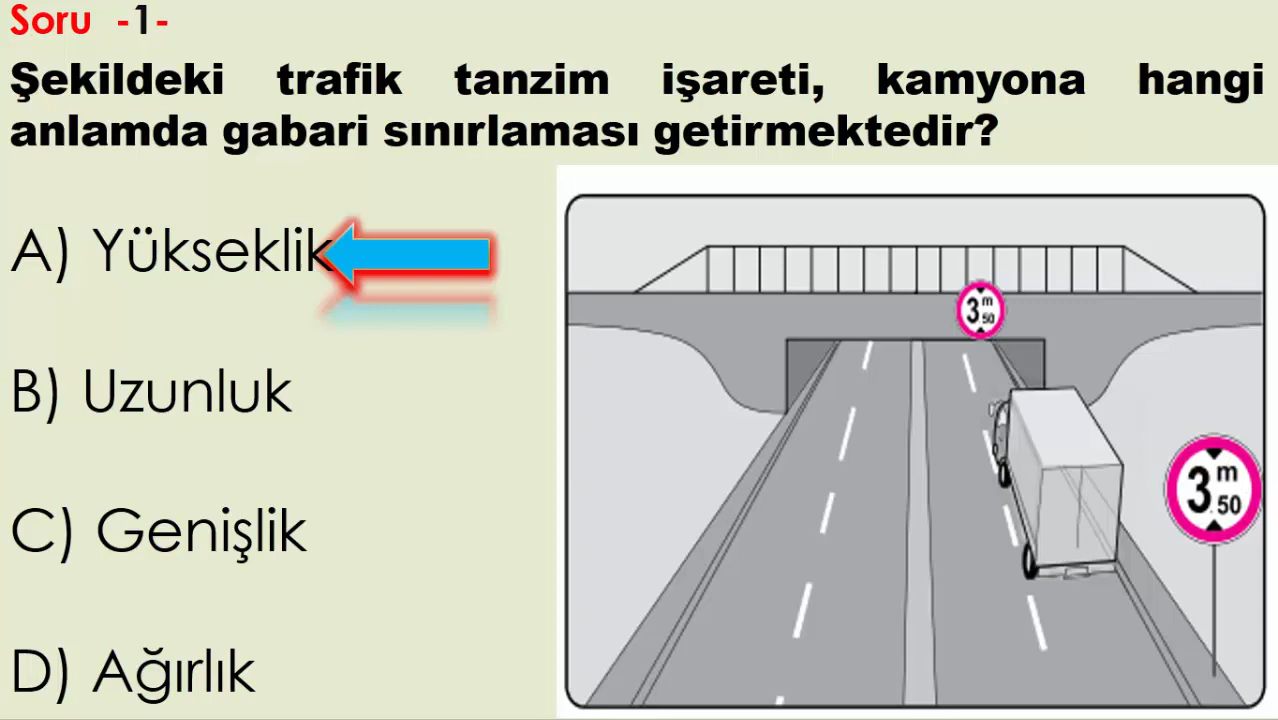 Soru -1-
Şekildeki trafik tanzim işareti, kamyona hangi
anlamda gabari sınırlaması getirmektedir?
A) Yükseklik
B) Uzunluk
C) Genişlik
D) Ağırlık
3 m 50
3 m .50